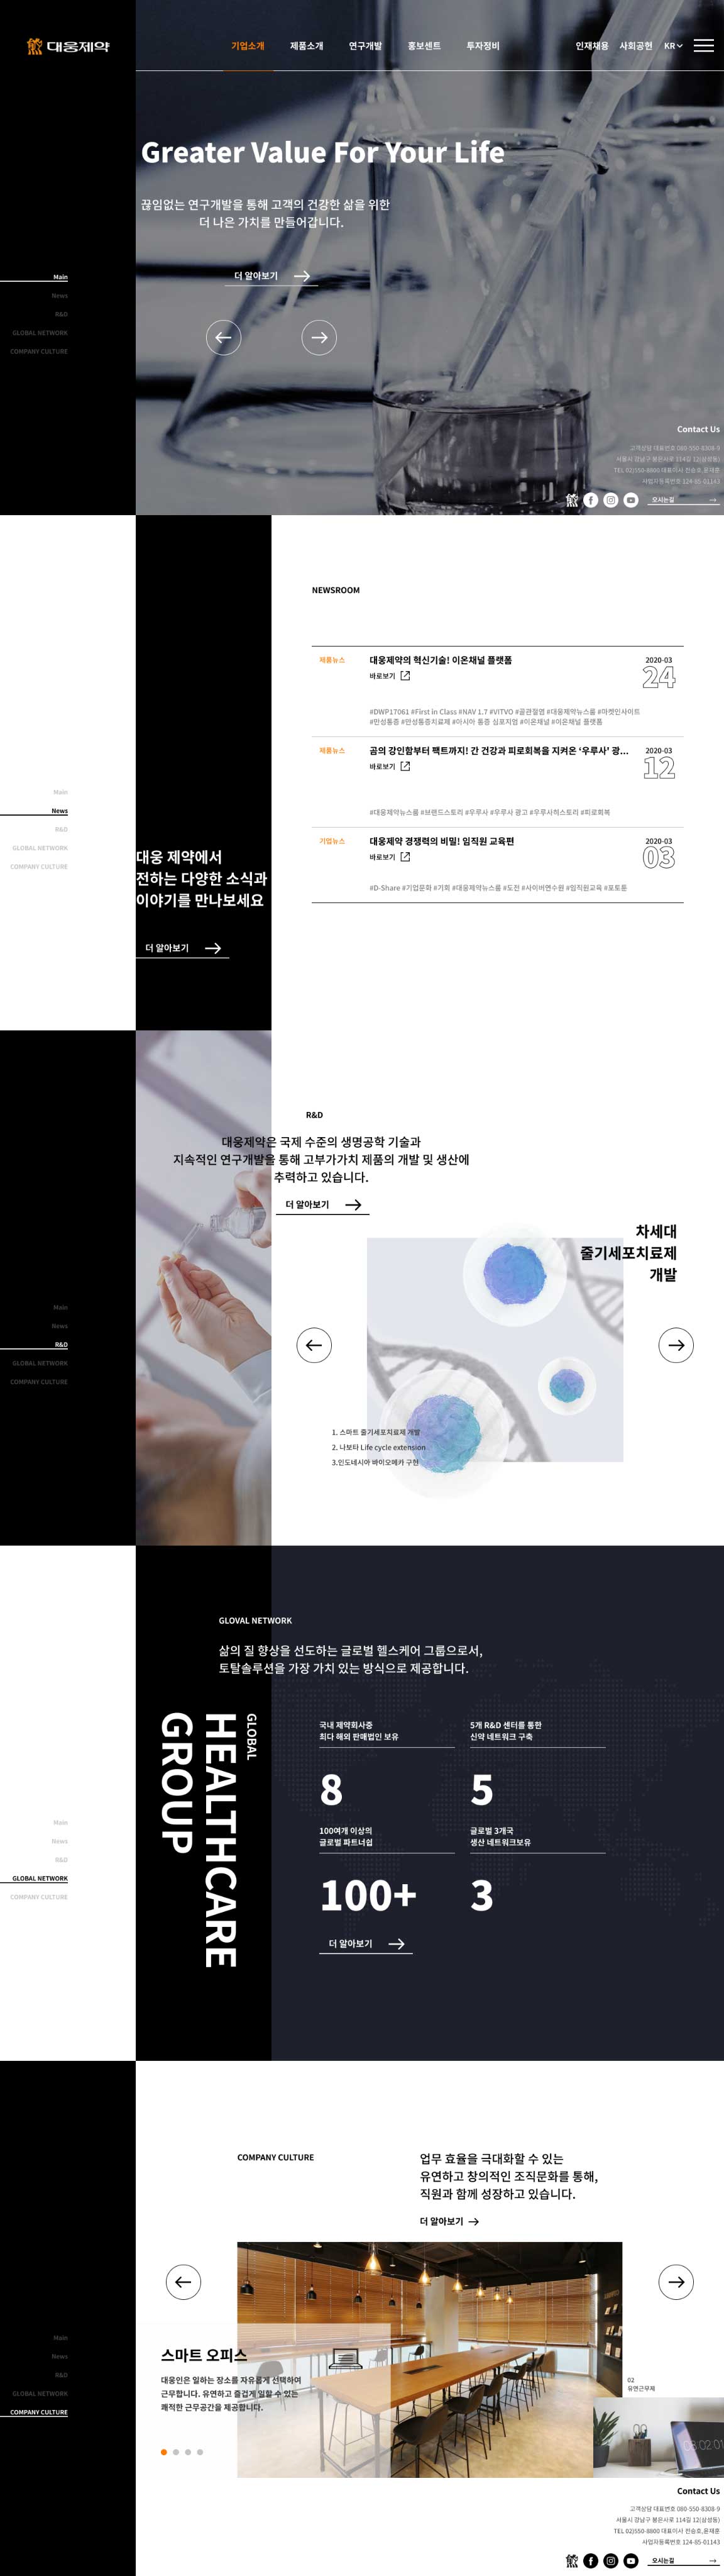 대웅제약
기업소개 제품소개 연구개발 홍보센트 투자정비 인재채용 사회공헌 KR
Greater Value For Your Life
끊임없는 연구개발을 통해 고객의 건강한 삶을 위한
더 나은 가치를 만들어갑니다.
더 알아보기
Main
News
R&D
GLOBAL NETWORK
COMPANY CULTURE
Contact Us
고객상담 대표번호 080-550-8308-9
서울시 강남구 봉은사로 114길 12(삼성동)
TEL 02)550-8800 대표이사 전승호,윤재훈
사업자등록번호 124-85-01143
오시는길
NEWSROOM
제품뉴스 대웅제약의 혁신기술! 이온채널 플랫폼 2020-03
바로보기 24
#DWP17061 #First in Class #NAV 1.7 #VITVO #골관절염 #대웅제약뉴스룸 #마켓인사이트
#만성통증 #만성통증치료제 #아시아 통증 심포지엄 #이온채널 #이온채널 플랫폼
제품뉴스 곰의 강인함부터 팩트까지! 간 건강과 피로회복을 지켜온 ‘우루사’ 광... 2020-03
바로보기 12
#대웅제약뉴스룸 #브랜드스토리 #우루사 #우루사 광고 #우루사히스토리 #피로회복
기업뉴스 대웅제약 경쟁력의 비밀! 임직원 교육편 2020-03
바로보기 03
#D-Share #기업문화 #기회 #대웅제약뉴스룸 #도전 #사이버연수원 #임직원교육 #포토툰
Main
News
R&D
GLOBAL NETWORK
COMPANY CULTURE
대웅 제약에서
전하는 다양한 소식과
이야기를 만나보세요
더 알아보기
R&D
대웅제약은 국제 수준의 생명공학 기술과
지속적인 연구개발을 통해 고부가가치 제품의 개발 및 생산에
추력하고 있습니다.
더 알아보기
차세대
줄기세포치료제
개발
Main
News
R&D
GLOBAL NETWORK
COMPANY CULTURE
1. 스마트 줄기세포치료제 개발
2. 나보타 Life cycle extension
3.인도네시아 바이오메카 구현
GLOVAL NETWORK
삶의 질 향상을 선도하는 글로벌 헬스케어 그룹으로서,
토탈솔루션을 가장 가치 있는 방식으로 제공합니다.
GLOBAL
HEALTHCARE
GROUP
국내 제약회사중
최다 해외 판매법인 보유
8
5개 R&D 센터를 통한
신약 네트워크 구축
5
100여개 이상의
글로벌 파트너쉽
100+
글로벌 3개국
생산 네트워크보유
3
더 알아보기
Main
News
R&D
GLOBAL NETWORK
COMPANY CULTURE
COMPANY CULTURE
업무 효율을 극대화할 수 있는
유연하고 창의적인 조직문화를 통해,
직원과 함께 성장하고 있습니다.
더 알아보기
Main
News
R&D
GLOBAL NETWORK
COMPANY CULTURE
스마트 오피스
대웅인은 일하는 장소를 자유롭게 선택하여
근무합니다. 유연하고 즐겁게 일할 수 있는
쾌적한 근무공간을 제공합니다.
02
유연근무제
Contact Us
고객상담 대표번호 080-550-8308-9
서울시 강남구 봉은사로 114길 12(삼성동)
TEL 02)550-8800 대표이사 전승호,윤재훈
사업자등록번호 124-85-01143
오시는길